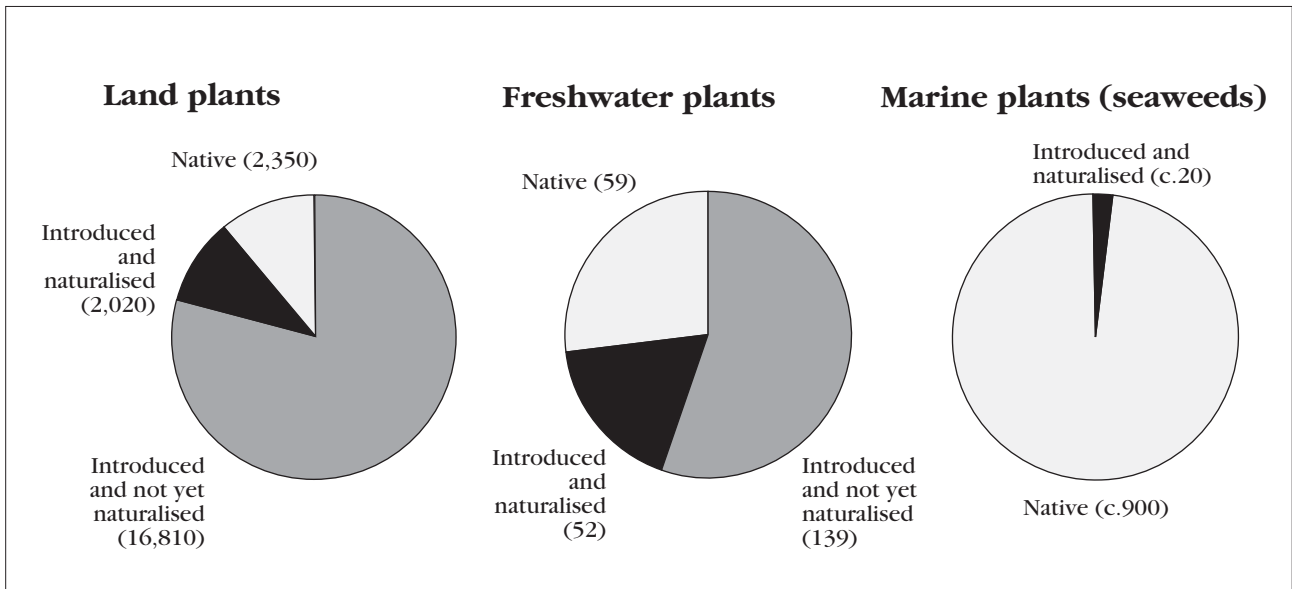 Land plants
Native (2,350)
Introduced
and
naturalised
(2,020)
Introduced
and not yet
naturalised
(16,810)
Freshwater plants
Native (59)
Introduced
and
naturalised
(52)
Introduced
and not yet
naturalised
(139)
Marine plants (seaweeds)
Introduced and
naturalised (c.20)
Native (c.900)